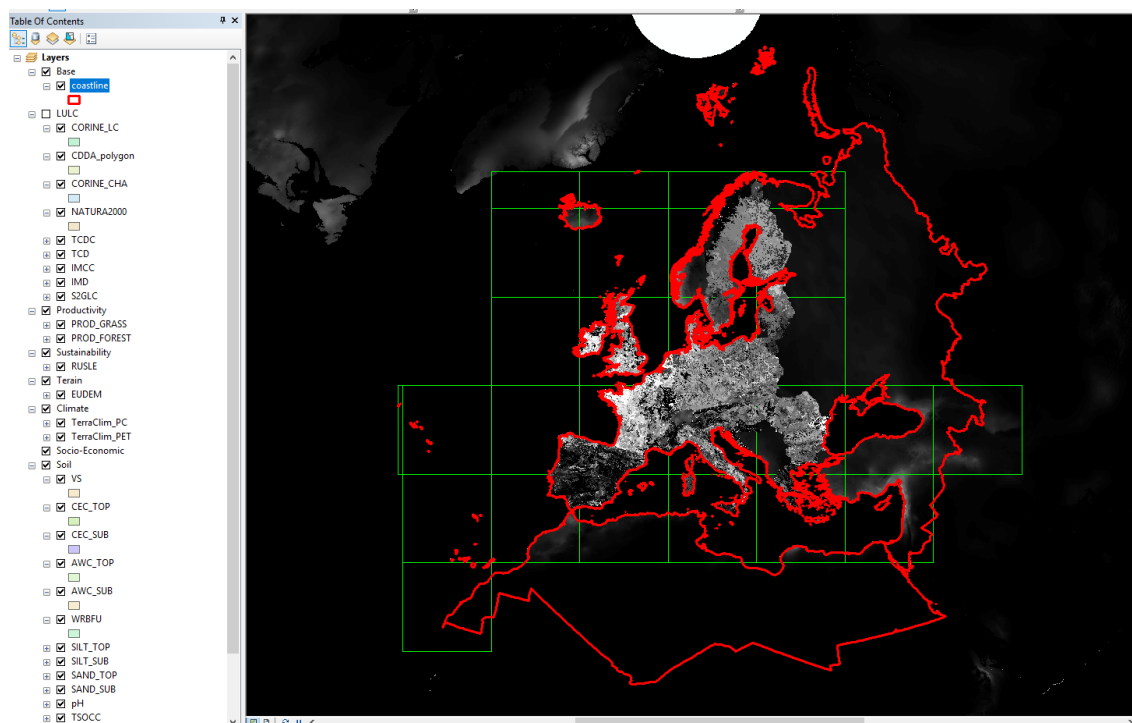 Table Of Contents
Layers
Base
coastline
LULC
CORINE_LC
CDDA_polygon
CORINE_CHA
NATURA2000
TCDC
TCD
IMCC
IMD
S2GLC
Productivity
PROD_GRASS
PROD_FOREST
Sustainability
RUSLE
Terain
EUDEM
Climate
TerraClim_PC
TerraClim_PET
Socio-Economic
Soil
VS
CEC_TOP
CEC_SUB
AWC_TOP
AWC_SUB
WRBFU
SILT_TOP
SILT_SUB
SAND_TOP
SAND_SUB
pH
TSOCC